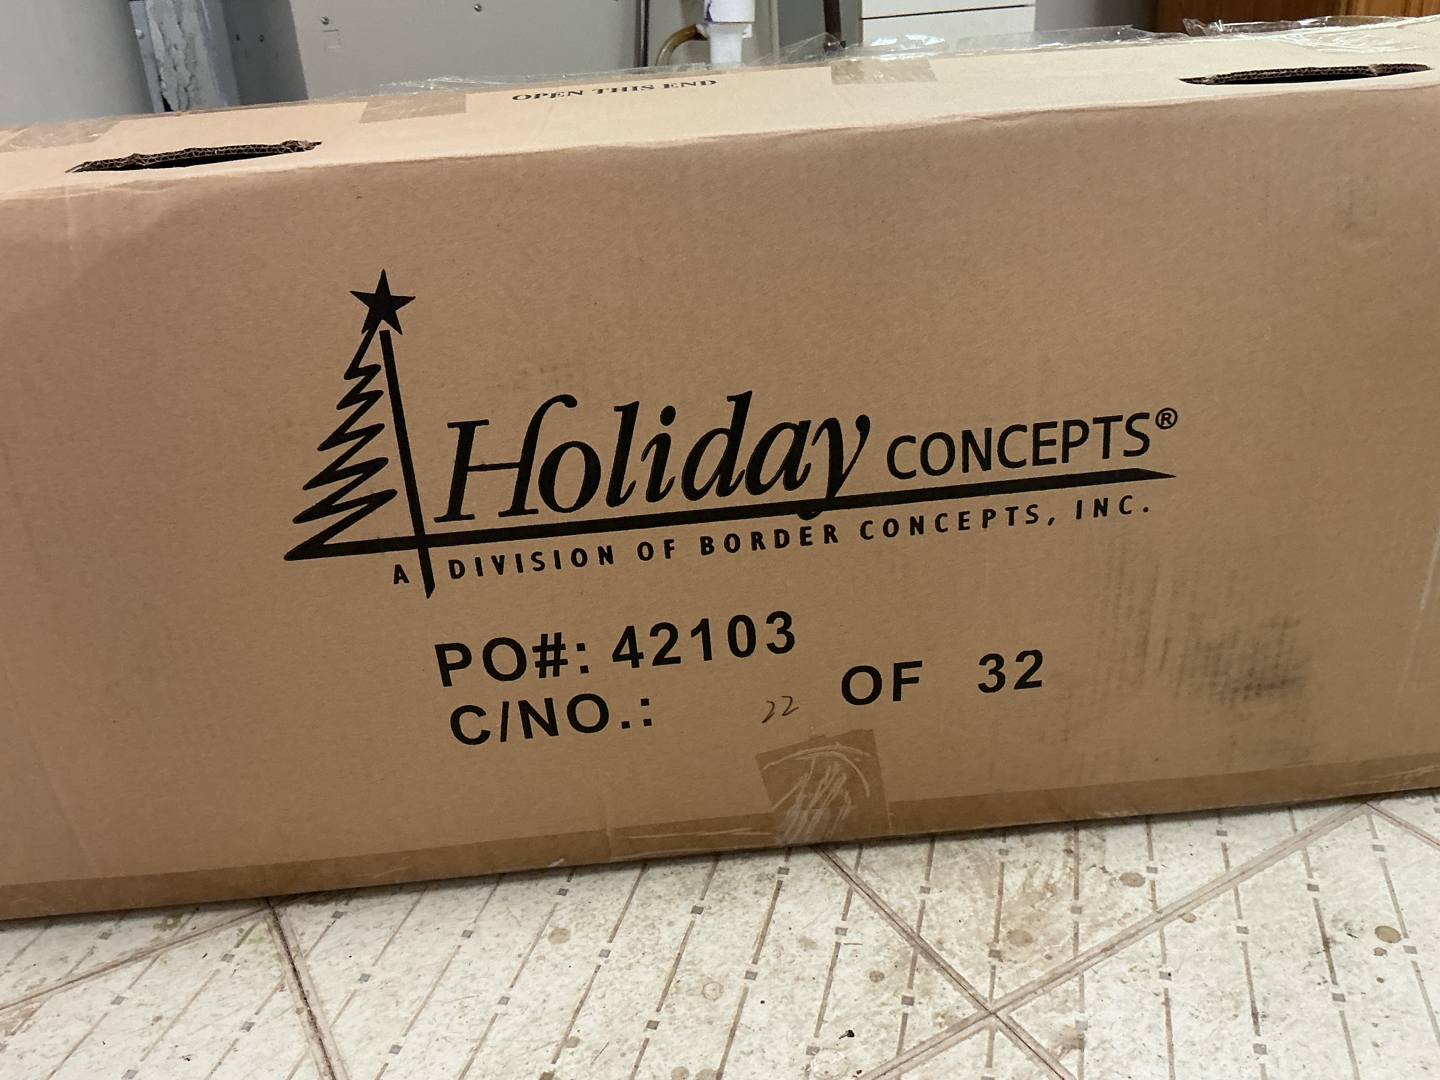 OPEN THIS END
Holiday CONCEPTS®
A DIVISION OF BORDER CONCEPTS, INC.
PO#: 42103
C/NO.: 22 OF 32